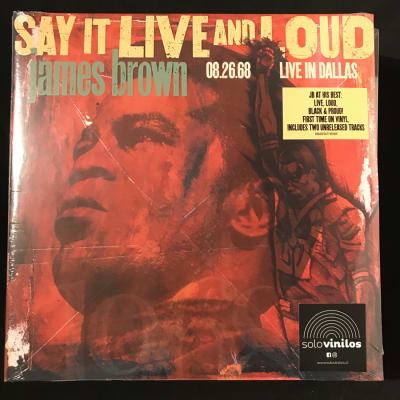 SAY IT LIVE AND LOUD
james brown
08.26.68 LIVE IN DALLAS
JB AT HIS BEST:
LIVE, LOUD,
BLACK & PROUD!
FIRST TIME ON VINYL,
INCLUDES TWO UNRELEASED TRACKS
solovinilos